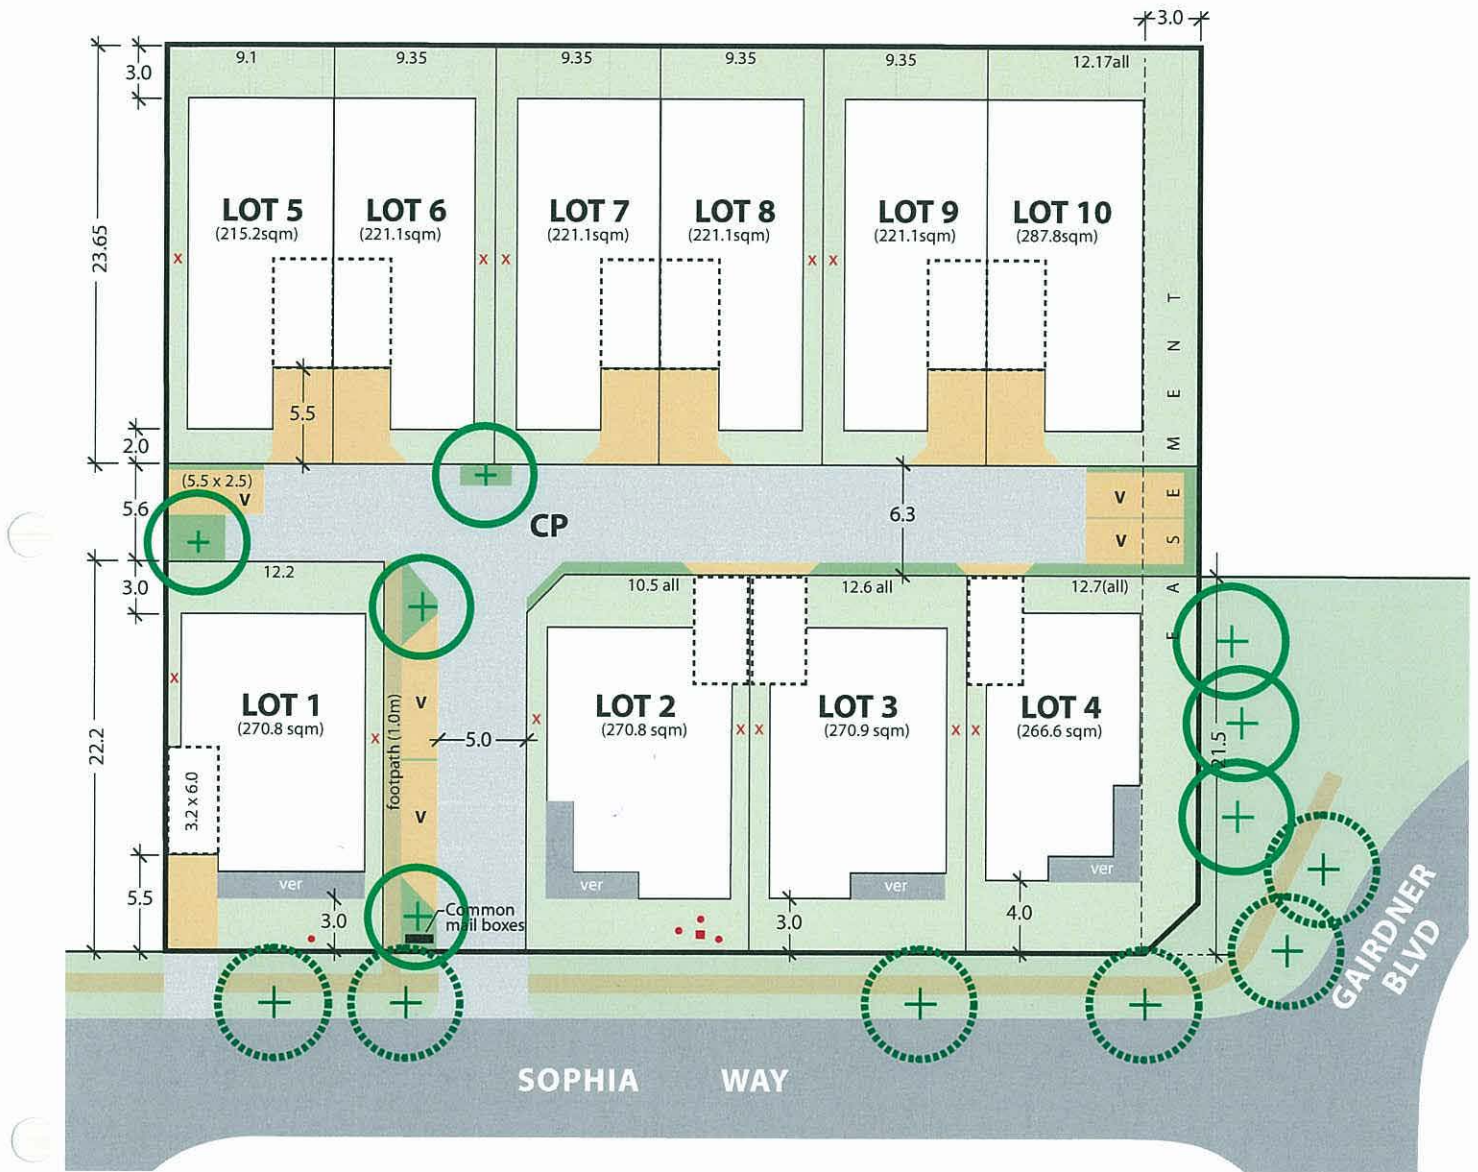 3.0
9.1
9.35
9.35
9.35
9.35
12.17all
3.0
23.65
LOT 5
(215.2sqm)
LOT 6
(221.1sqm)
LOT 7
(221.1sqm)
LOT 8
(221.1sqm)
LOT 9
(221.1sqm)
LOT 10
(287.8sqm)
x
x
x
x
x
EASEMENT
5.5
2.0
(5.5 x 2.5)
V
5.6
CP
6.3
V
V
3.0
12.2
10.5 all
12.6 all
12.7(all)
22.2
x
LOT 1
(270.8 sqm)
x
footpath (1.0m)
V
V
5.0
x
LOT 2
(270.8 sqm)
x
x
LOT 3
(270.9 sqm)
x
x
LOT 4
(266.6 sqm)
21.5
3.2 x 6.0
5.5
ver
3.0
Common
mail boxes
ver
3.0
ver
4.0
ver
GAIRDNER
BLVD
SOPHIA WAY